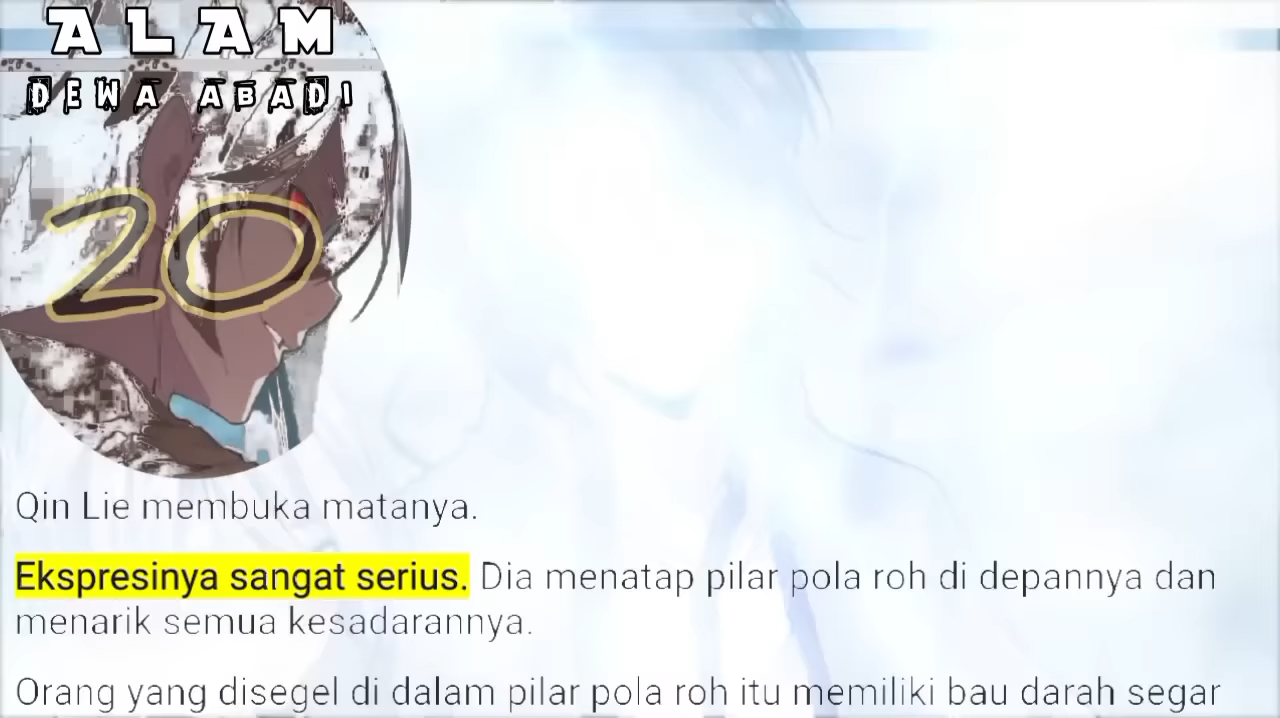 ALAM
DEWA ABADI
20
Qin Lie membuka matanya.
Ekspresinya sangat serius. Dia menatap pilar pola roh di depannya dan
menarik semua kesadarannya.
Orang yang disegel di dalam pilar pola roh itu memiliki bau darah segar